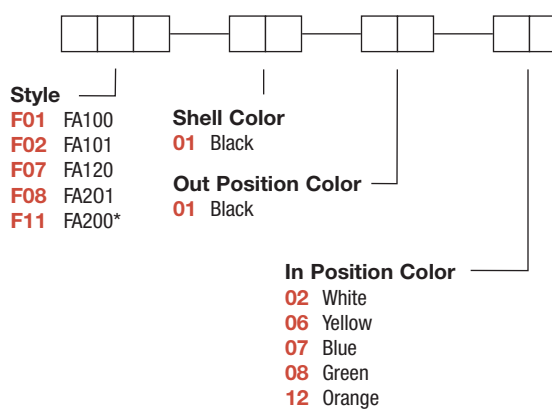 Style
F01 FA100
F02 FA101
F07 FA120
F08 FA201
F11 FA200*
Shell Color
01 Black
Out Position Color
01 Black
In Position Color
02 White
06 Yellow
07 Blue
08 Green
12 Orange